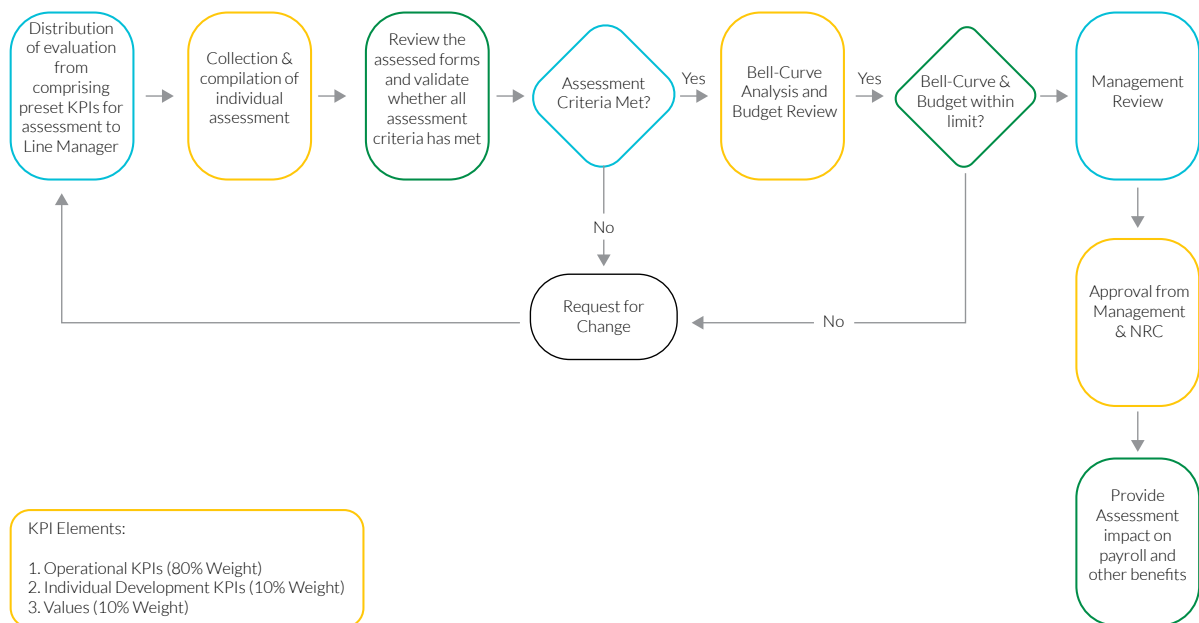 Distribution
of evaluation
from
comprising
preset KPIs for
assessment to
Line Manager
Collection &
compilation of
individual
assessment
Review the
assessed forms
and validate
whether all
assessment
criteria has met
Assessment
Criteria Met?
Yes
Bell-Curve
Analysis and
Budget Review
Yes
Bell-Curve &
Budget within
limit?
Management
Review
No
Request for
Change
No
Approval from
Management
& NRC
Provide
Assessment
impact on
payroll and
other benefits
KPI Elements:
1. Operational KPIs (80% Weight)
2. Individual Development KPIs (10% Weight)
3. Values (10% Weight)